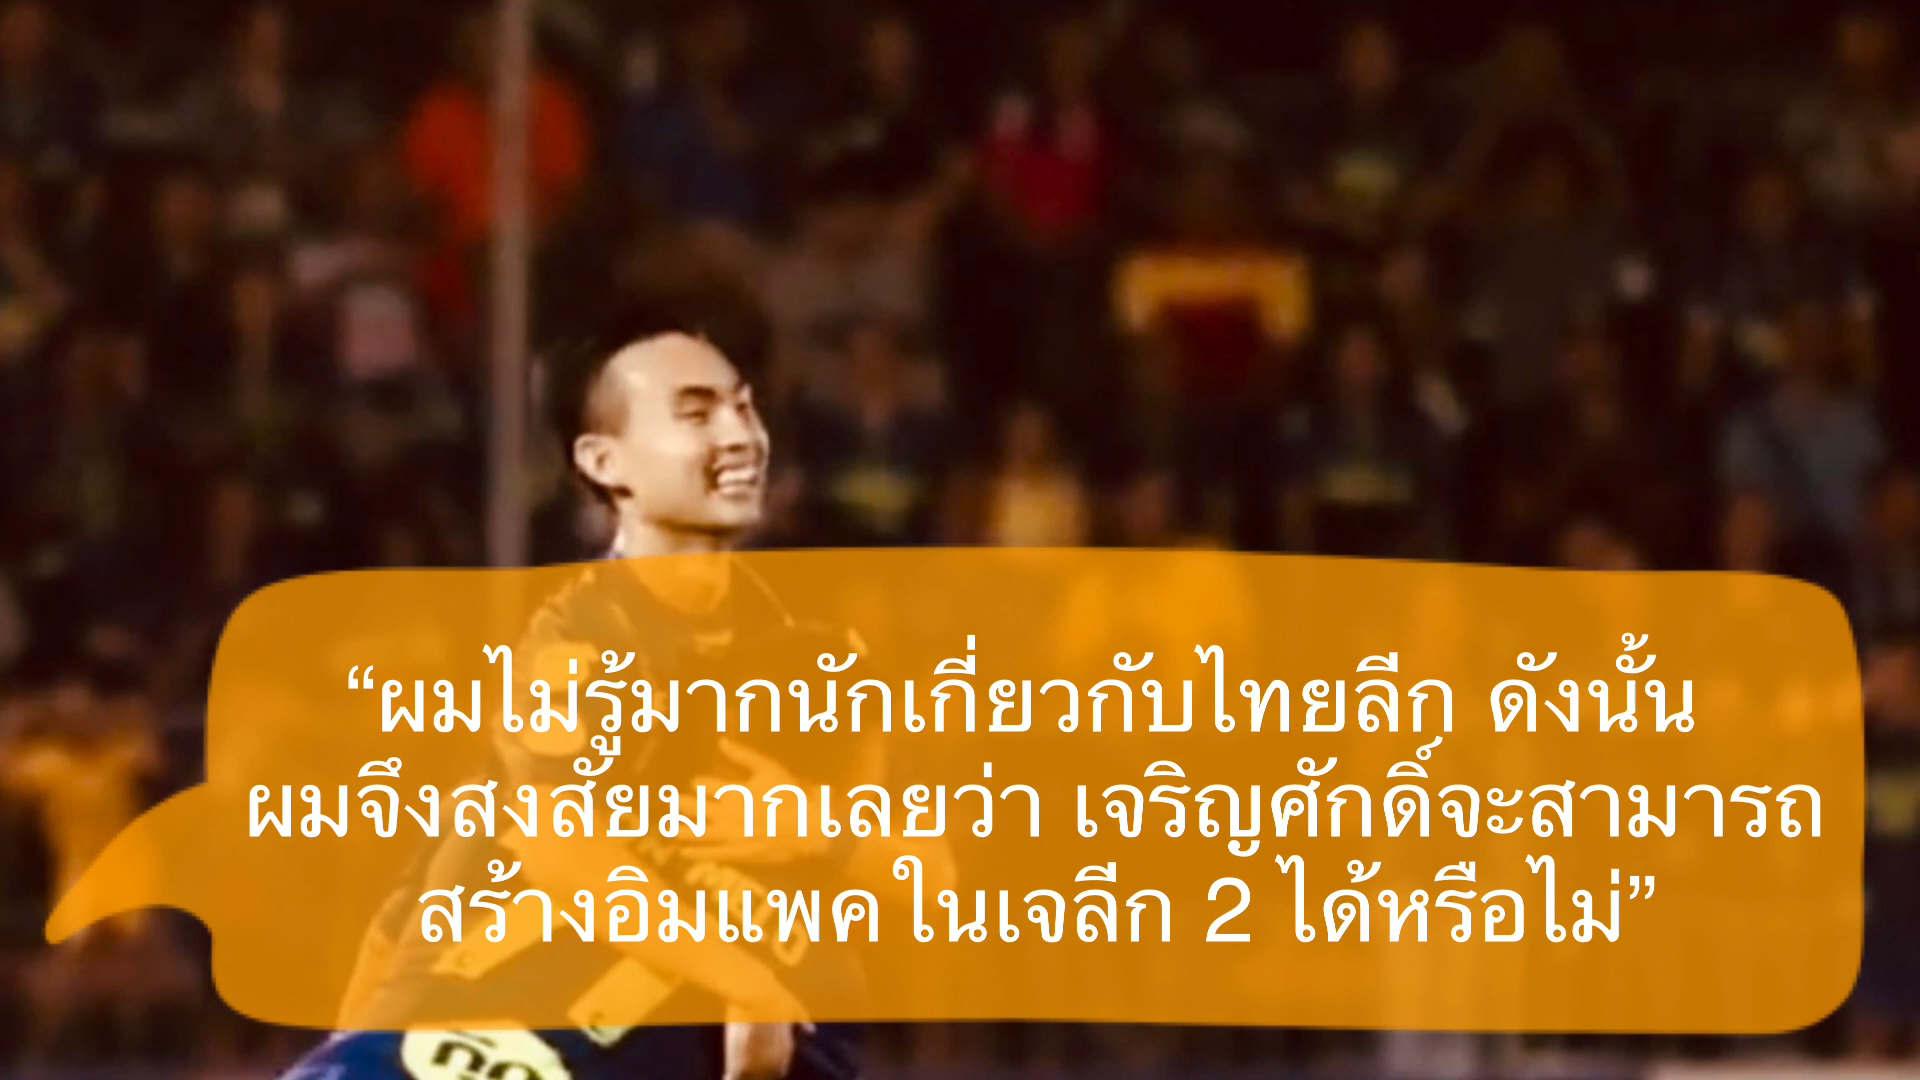 “ผมไม่รู้มากนักเกี่ยวกับไทยลีก ดังนั้น
ผมจึงสงสัยมากเลยว่า เจริญศักดิ์จะสามารถ
สร้างอิมแพคในเจลีก 2 ได้หรือไม่”